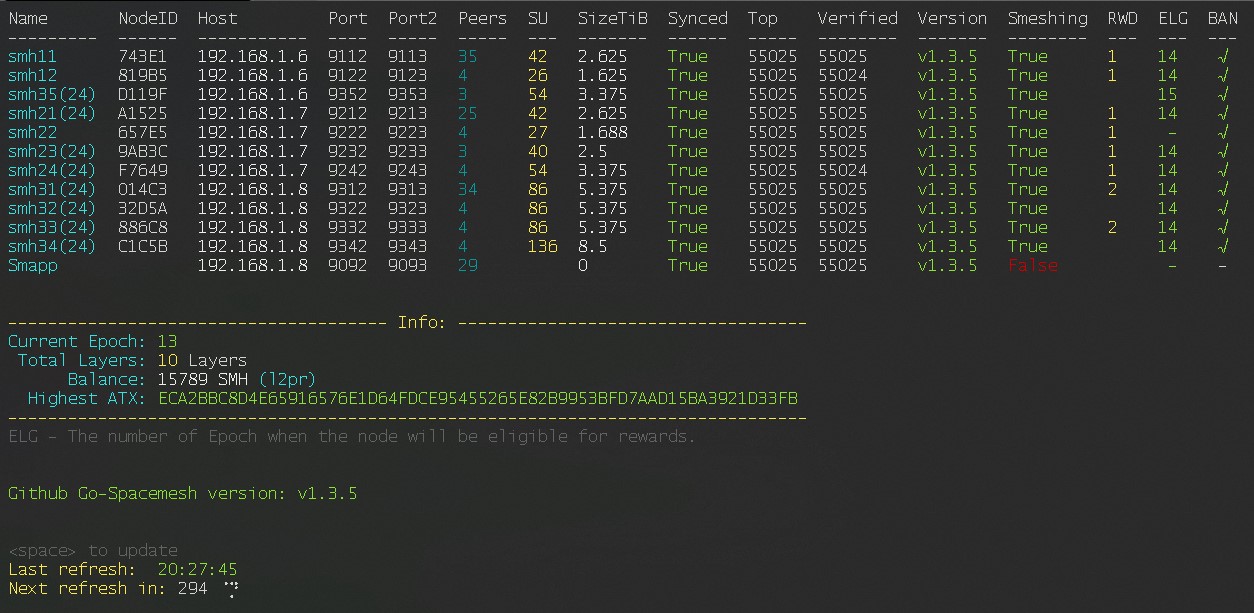 Name NodeID Host Port Port2 Peers SU SizeTiB Synced Top Verified Version Smeshing RWD ELG BAN
--------- ------ ----------- ---- ----- ----- --- ------- ------ ----- -------- ------- -------- --- --- ---
smh11 743E1 192.168.1.6 9112 9113 35 42 2.625 True 55025 55025 v1.3.5 True 1 14 √
smh12 819B5 192.168.1.6 9122 9123 4 26 1.625 True 55025 55024 v1.3.5 True 1 14 √
smh35(24) D119F 192.168.1.6 9352 9353 3 54 3.375 True 55025 55025 v1.3.5 True 15 √
smh21(24) A1525 192.168.1.7 9212 9213 25 42 2.625 True 55025 55025 v1.3.5 True 1 14 √
smh22 657E5 192.168.1.7 9222 9223 4 27 1.688 True 55025 55025 v1.3.5 True 1 - √
smh23(24) 9AB3C 192.168.1.7 9232 9233 3 40 2.5 True 55025 55025 v1.3.5 True 1 14 √
smh24(24) F7649 192.168.1.7 9242 9243 4 54 3.375 True 55025 55024 v1.3.5 True 1 14 √
smh31(24) 014C3 192.168.1.8 9312 9313 34 86 5.375 True 55025 55025 v1.3.5 True 2 14 √
smh32(24) 32D5A 192.168.1.8 9322 9323 4 86 5.375 True 55025 55025 v1.3.5 True 14 √
smh33(24) 886C8 192.168.1.8 9332 9333 4 86 5.375 True 55025 55025 v1.3.5 True 2 14 √
smh34(24) C1C5B 192.168.1.8 9342 9343 4 136 8.5 True 55025 55025 v1.3.5 True 14 √
Smapp 192.168.1.8 9092 9093 29 0 True 55025 55025 v1.3.5 False - -
-------------------------------------- Info: -----------------------------------
Current Epoch: 13
Total Layers: 10 Layers
Balance: 15789 SMH (l2pr)
Highest ATX: ECA2BBC8D4E65916576E1D64FDCE95455265E82B9953BFD7AAD15BA3921D33FB
--------------------------------------------------------------------------------
ELG - The number of Epoch when the node will be eligible for rewards.
Github Go-Spacemesh version: v1.3.5
<space> to update
Last refresh: 20:27:45
Next refresh in: 294